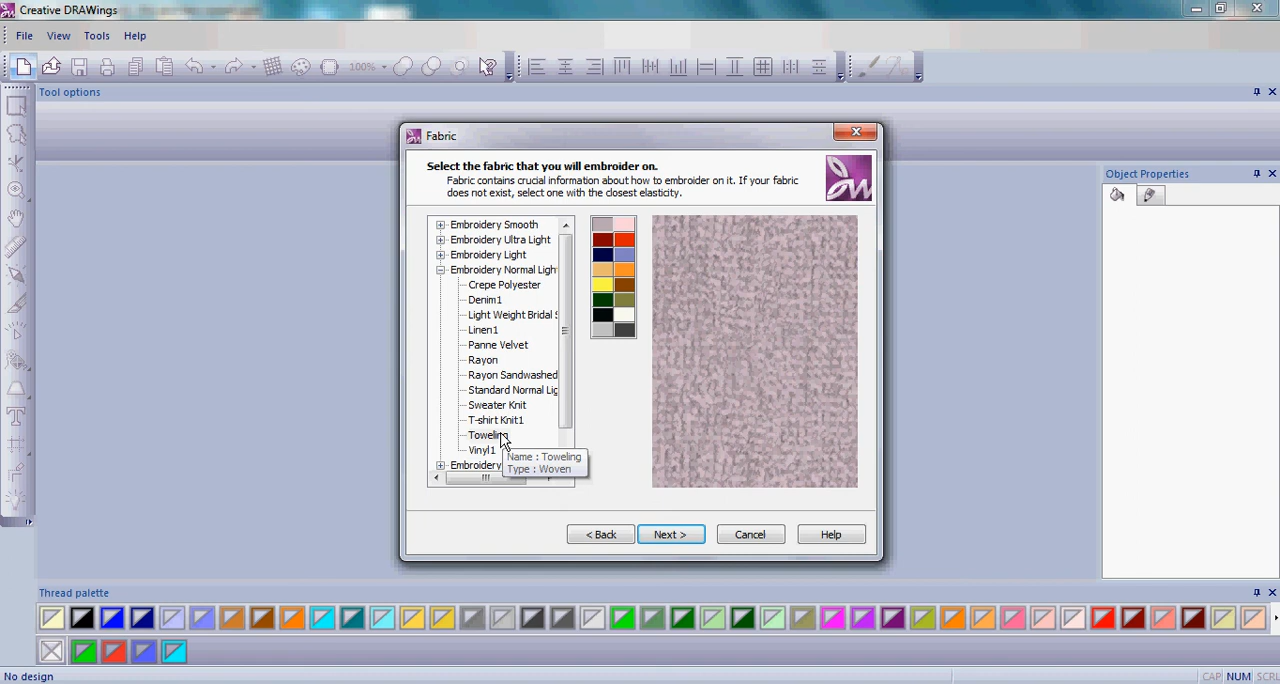 Creative DRAWings
File View Tools Help
100%
Tool options
Fabric
Select the fabric that you will embroider on.
Fabric contains crucial information about how to embroider on it. If your fabric
does not exist, select one with the closest elasticity.
Object Properties
Embroidery Smooth
Embroidery Ultra Light
Embroidery Light
Embroidery Normal Light
Crepe Polyester
Denim1
Light Weight Bridal
Linen1
Panne Velvet
Rayon
Rayon Sandwashed
Standard Normal Lig
Sweater Knit
T-shirt Knit1
Toweling
Vinyl1
Name : Toweling
Type : Woven
Embroidery
< Back Next > Cancel Help
Thread palette
No design
CAP NUM SCRL